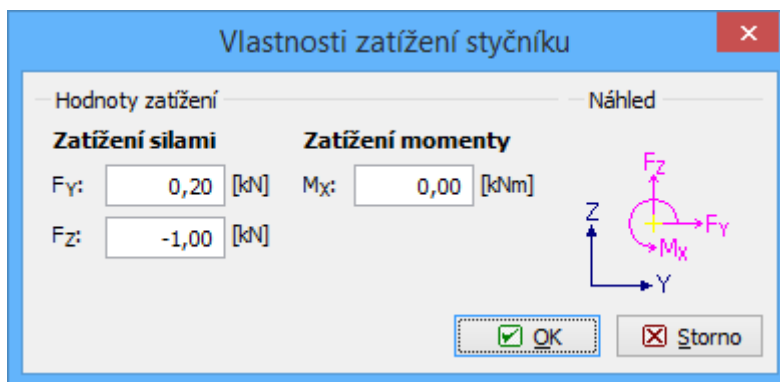 Vlastnosti zatížení styčníku
Hodnoty zatížení
Zatížení silami
FY: 0,20 [kN]
FZ: -1,00 [kN]
Zatížení momenty
MX: 0,00 [kNm]
Náhled
FZ
FY
MX
Z
Y
OK Storno